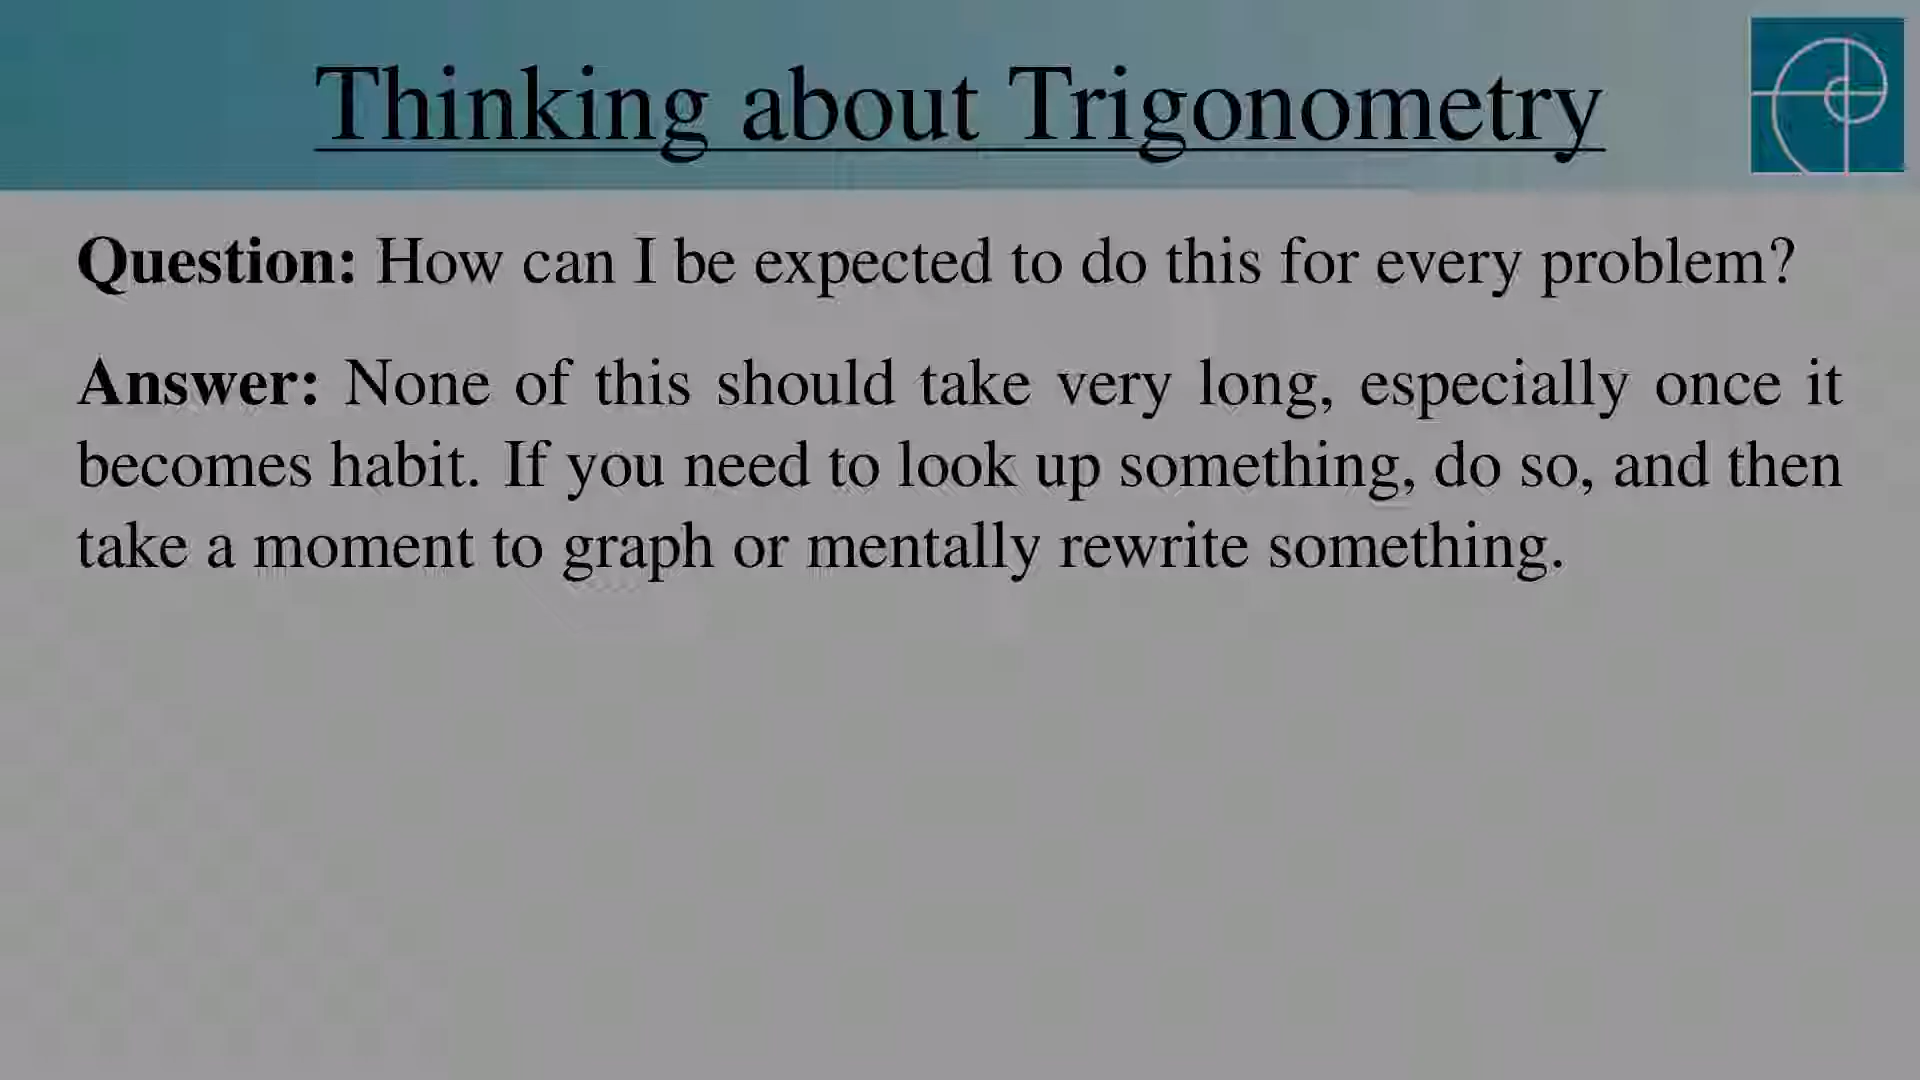 Thinking about Trigonometry
Question: How can I be expected to do this for every problem?
Answer: None of this should take very long, especially once it
becomes habit. If you need to look up something, do so, and then
take a moment to graph or mentally rewrite something.